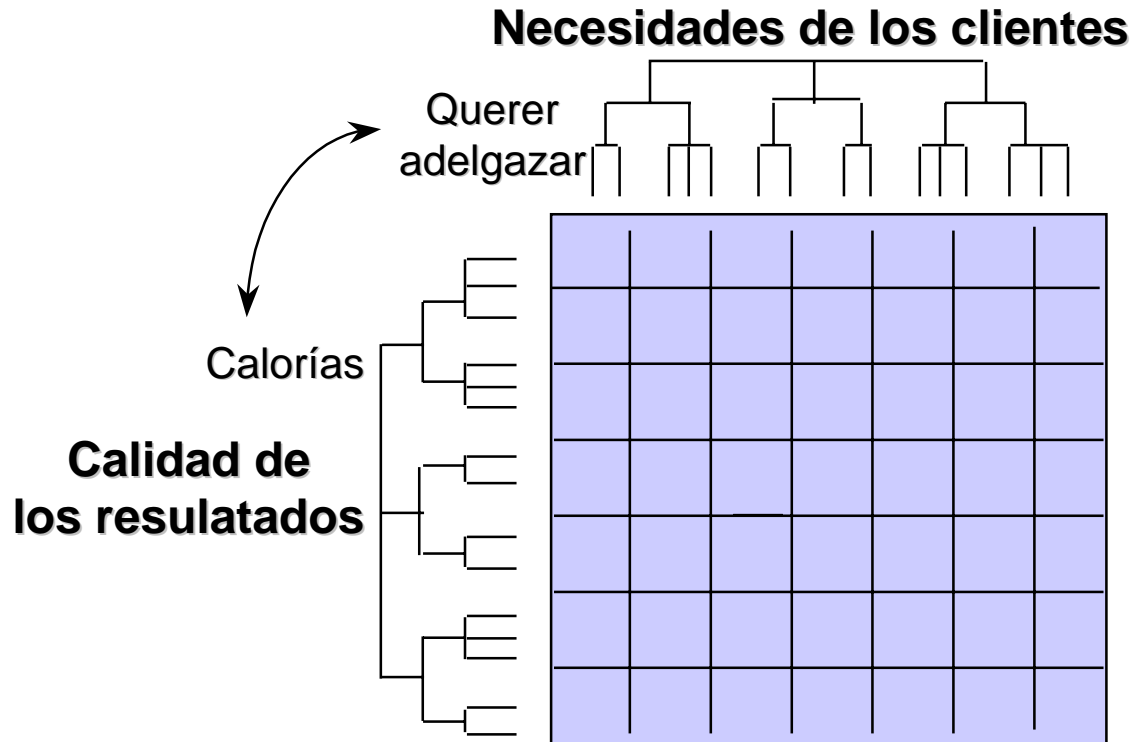 Necesidades de los clientes
Querer
adelgazar
Calorías
Calidad de
los resulatados